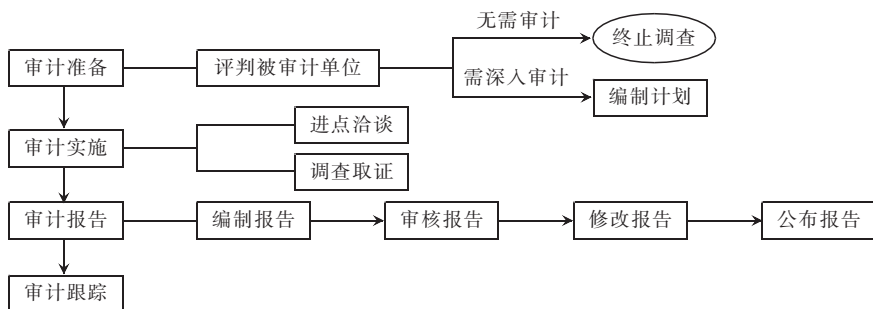 无需审计
终止调查
审计准备
评判被审计单位
需深入审计
编制计划
进点洽谈
审计实施
调查取证
审计报告
编制报告
审核报告
修改报告
公布报告
审计跟踪